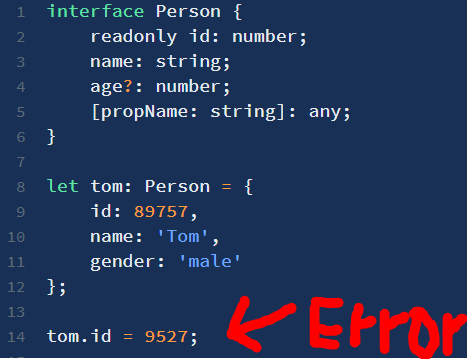 1 interface Person {
2     readonly id: number;
3     name: string;
4     age?: number;
5     [propName: string]: any;
6 }
7
8 let tom: Person = {
9     id: 89757,
10     name: 'Tom',
11     gender: 'male'
12 };
13
14 tom.id = 9527; ← Error